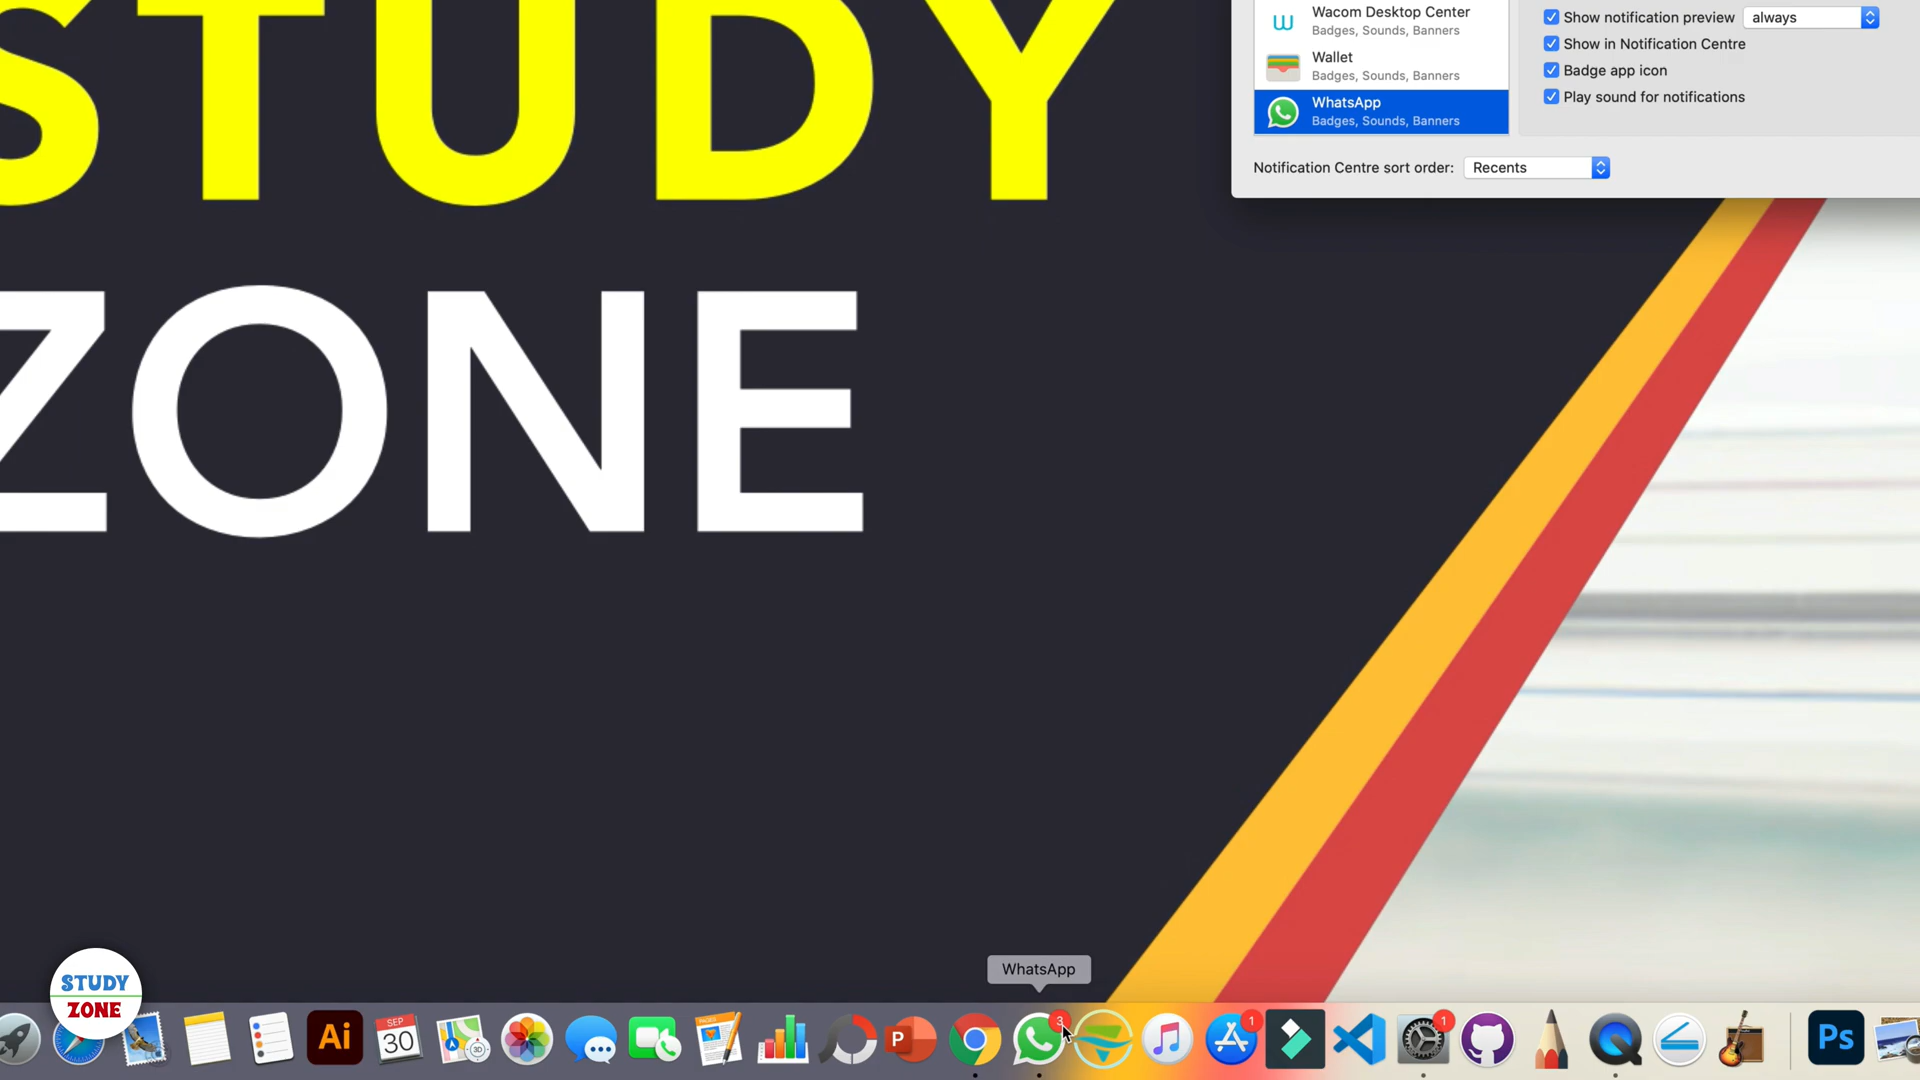 STUDY
ZONE
Wacom Desktop Center
Badges, Sounds, Banners
Wallet
Badges, Sounds, Banners
WhatsApp
Badges, Sounds, Banners
Notification Centre sort order: Recents
Show notification preview always
Show in Notification Centre
Badge app icon
Play sound for notifications
WhatsApp
STUDY
ZONE
Ai
SEP
30
3D
PAGES
P
3
1
1
Ps